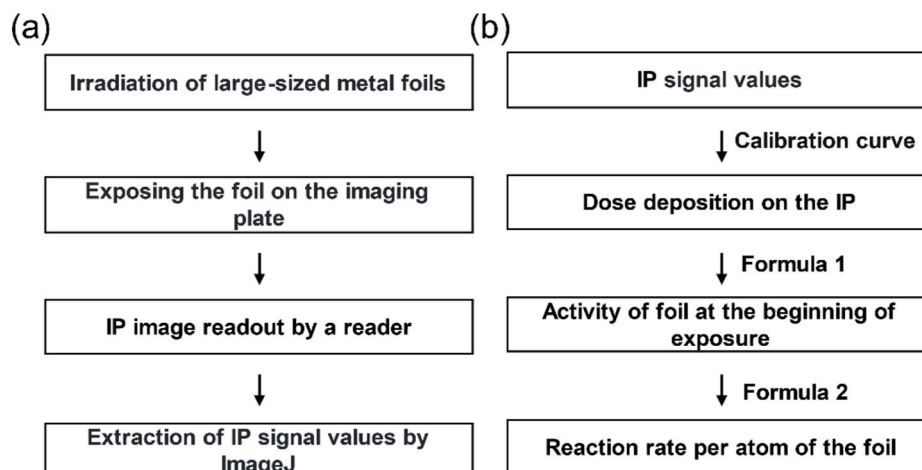 (a)
Irradiation of large-sized metal foils
Exposing the foil on the imaging
plate
IP image readout by a reader
Extraction of IP signal values by
ImageJ
(b)
IP signal values
Calibration curve
Dose deposition on the IP
Formula 1
Activity of foil at the beginning of
exposure
Formula 2
Reaction rate per atom of the foil